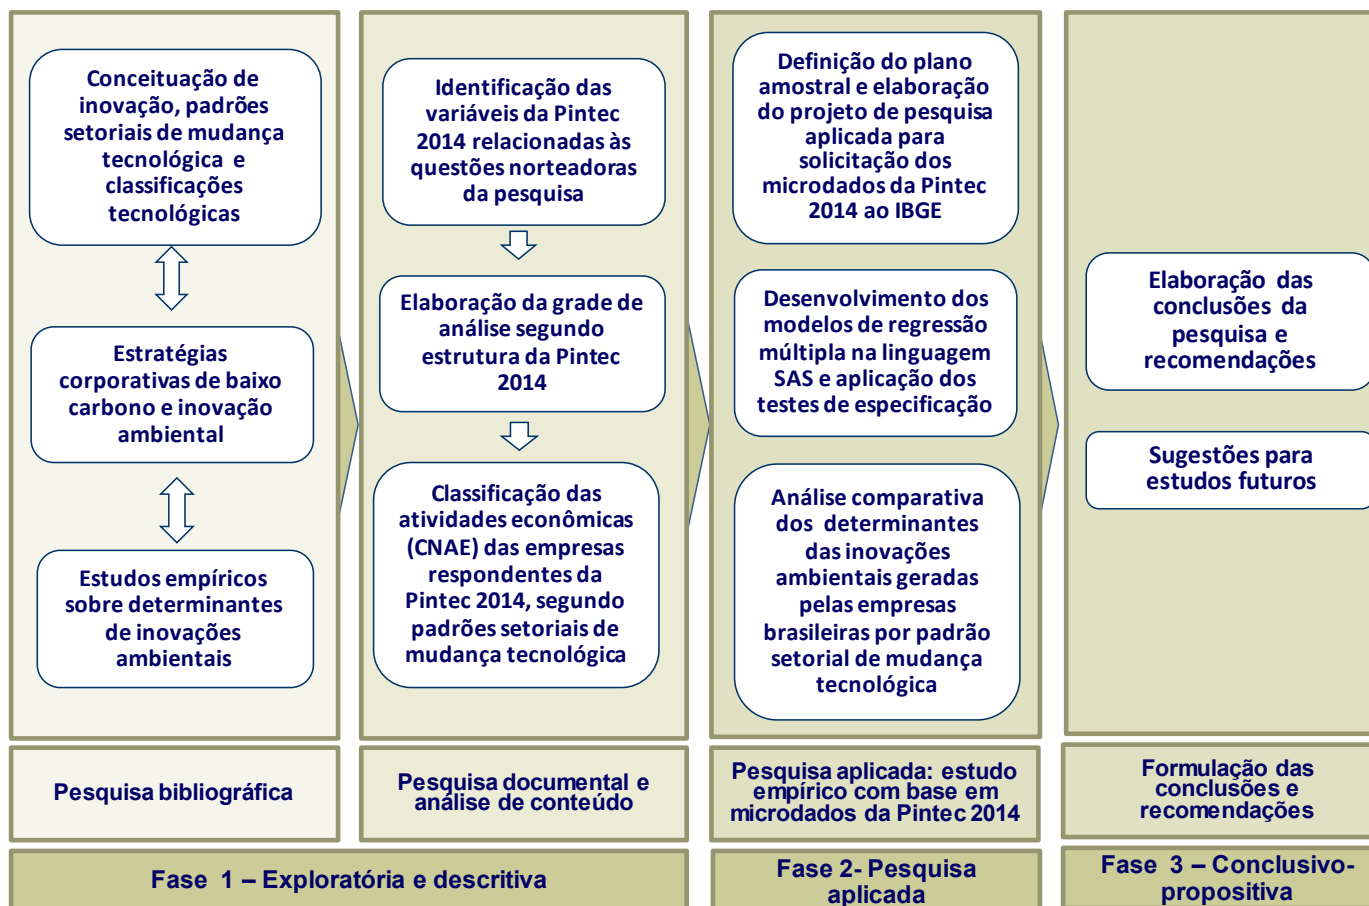 Conceituação de
inovação, padrões
setoriais de mudança
tecnológica e
classificações
tecnológicas
Estratégias
corporativas de baixo
carbono e inovação
ambiental
Estudos empíricos
sobre determinantes
de inovações
ambientais
Identificação das
variáveis da Pintec
2014 relacionadas às
questões norteadoras
da pesquisa
Elaboração da grade de
análise segundo
estrutura da Pintec
2014
Classificação das
atividades econômicas
(CNAE) das empresas
respondentes da
Pintec 2014, segundo
padrões setoriais de
mudança tecnológica
Definição do plano
amostral e elaboração
do projeto de pesquisa
aplicada para
solicitação dos
microdados da Pintec
2014 ao IBGE
Desenvolvimento dos
modelos de regressão
múltipla na linguagem
SAS e aplicação dos
testes de especificação
Análise comparativa
dos determinantes
das inovações
ambientais geradas
pelas empresas
brasileiras por padrão
setorial de mudança
tecnológica
Elaboração das
conclusões da
pesquisa e
recomendações
Sugestões para
estudos futuros
Pesquisa bibliográfica
Pesquisa documental e
análise de conteúdo
Pesquisa aplicada: estudo
empírico com base em
microdados da Pintec 2014
Formulação das
conclusões e
recomendações
Fase 1 – Exploratória e descritiva
Fase 2- Pesquisa
aplicada
Fase 3 – Conclusivo-
propositiva